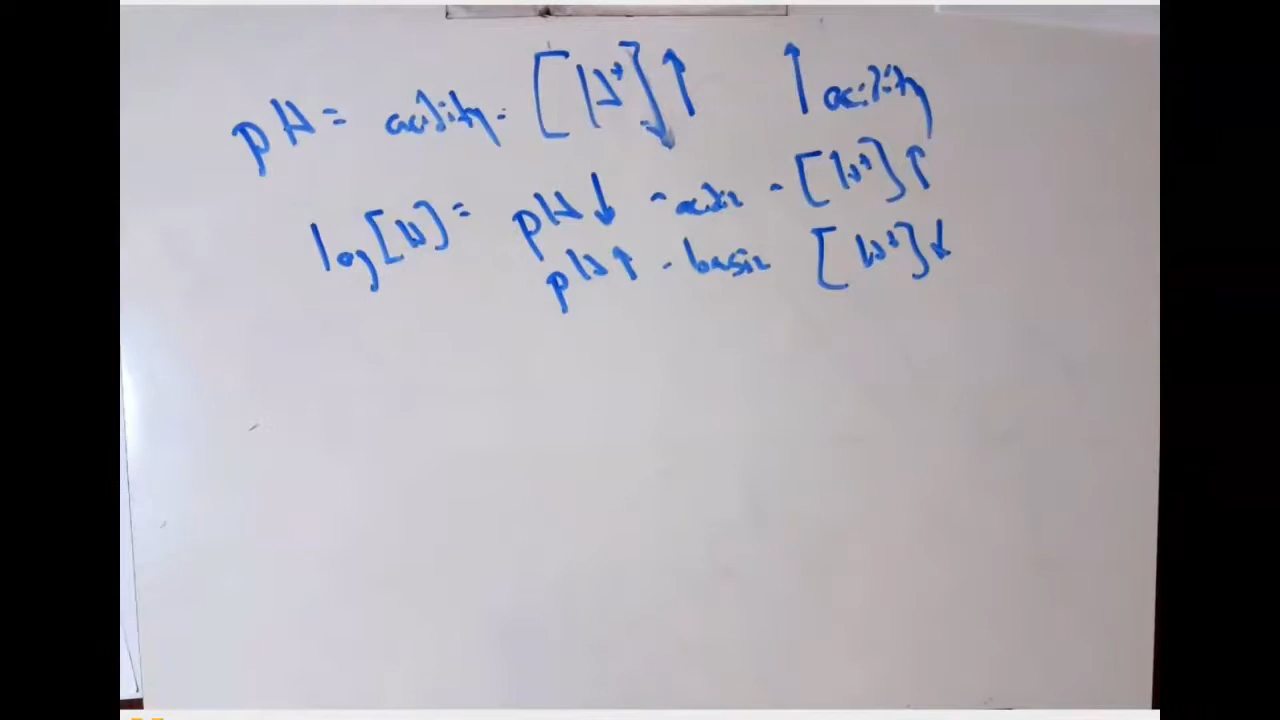 pH = acidity - [H+] ↑ ↑ acidity
log[H] = pH ↓ - acidic - [H+] ↑
pH ↑ - basic [H+] ↓